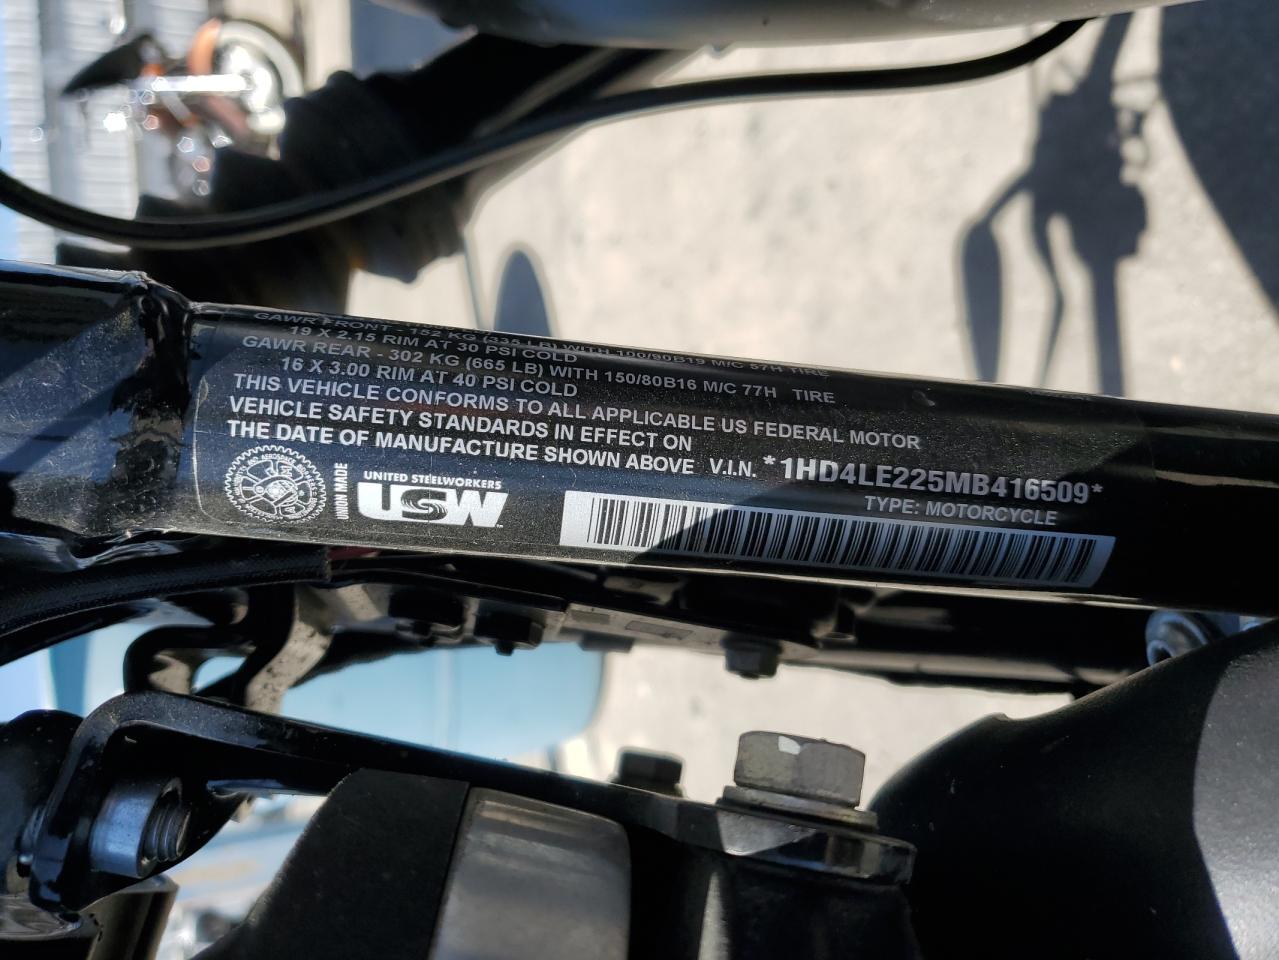 GAWR FRONT - 152 KG (335 LB) WITH 100/90B19 M/C 57H TIRE
19 X 2.15 RIM AT 30 PSI COLD
GAWR REAR - 302 KG (665 LB) WITH 150/80B16 M/C 77H TIRE
16 X 3.00 RIM AT 40 PSI COLD
THIS VEHICLE CONFORMS TO ALL APPLICABLE US FEDERAL MOTOR
VEHICLE SAFETY STANDARDS IN EFFECT ON
THE DATE OF MANUFACTURE SHOWN ABOVE V.I.N. *1HD4LE225MB416509*
TYPE: MOTORCYCLE
UNION MADE
UNITED STEELWORKERS
USW